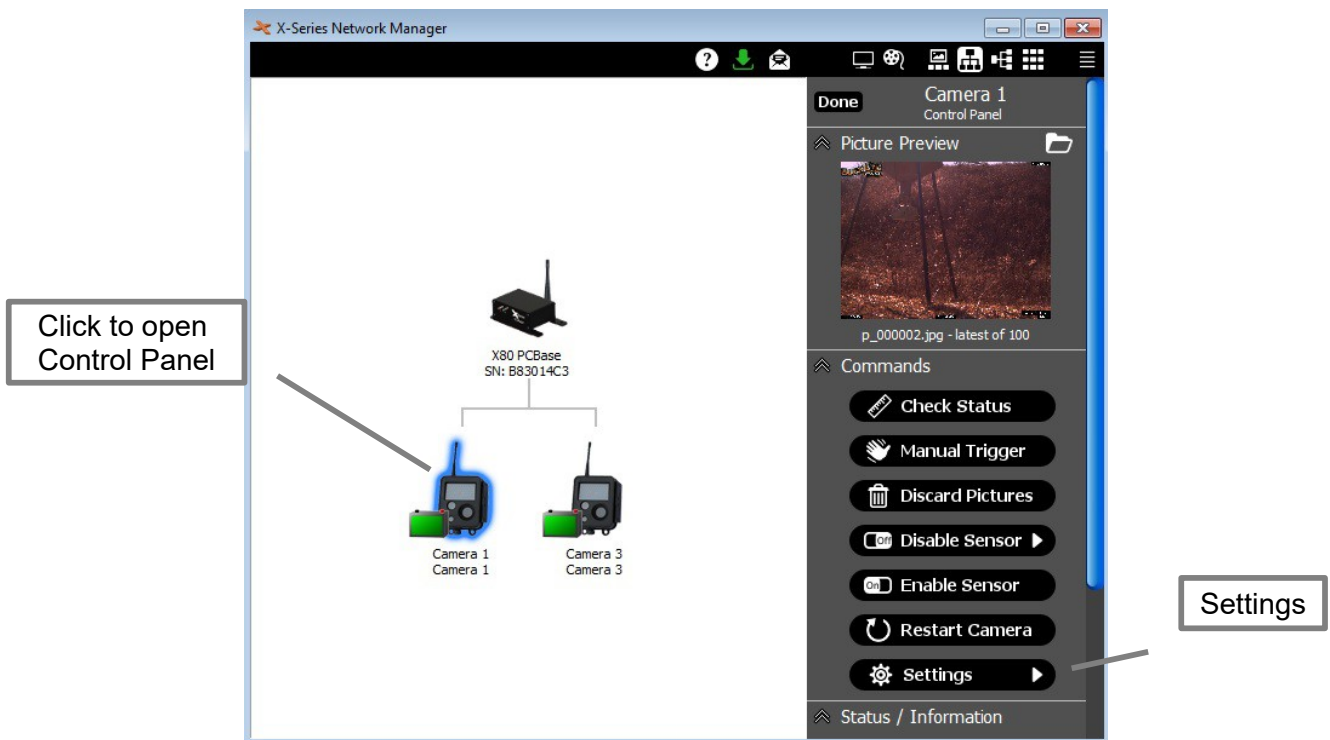 X-Series Network Manager
?
Done
Camera 1
Control Panel
Picture Preview
p_000002.jpg - latest of 100
Click to open
Control Panel
X80 PCBase
SN: B83014C3
Camera 1
Camera 1
Camera 3
Camera 3
Commands
Check Status
Manual Trigger
Discard Pictures
Off
Disable Sensor
On
Enable Sensor
Restart Camera
Settings
Settings
Status / Information